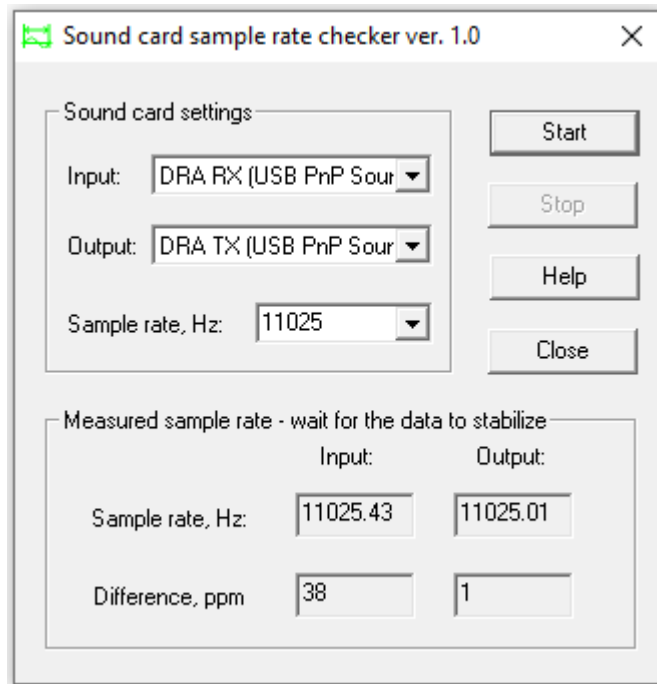 Sound card sample rate checker ver. 1.0
Sound card settings
Input: DRA RX (USB PnP Sour
Output: DRA TX (USB PnP Sour
Sample rate, Hz: 11025
Start
Stop
Help
Close
Measured sample rate - wait for the data to stabilize
Input: Output:
Sample rate, Hz: 11025.43 11025.01
Difference, ppm 38 1